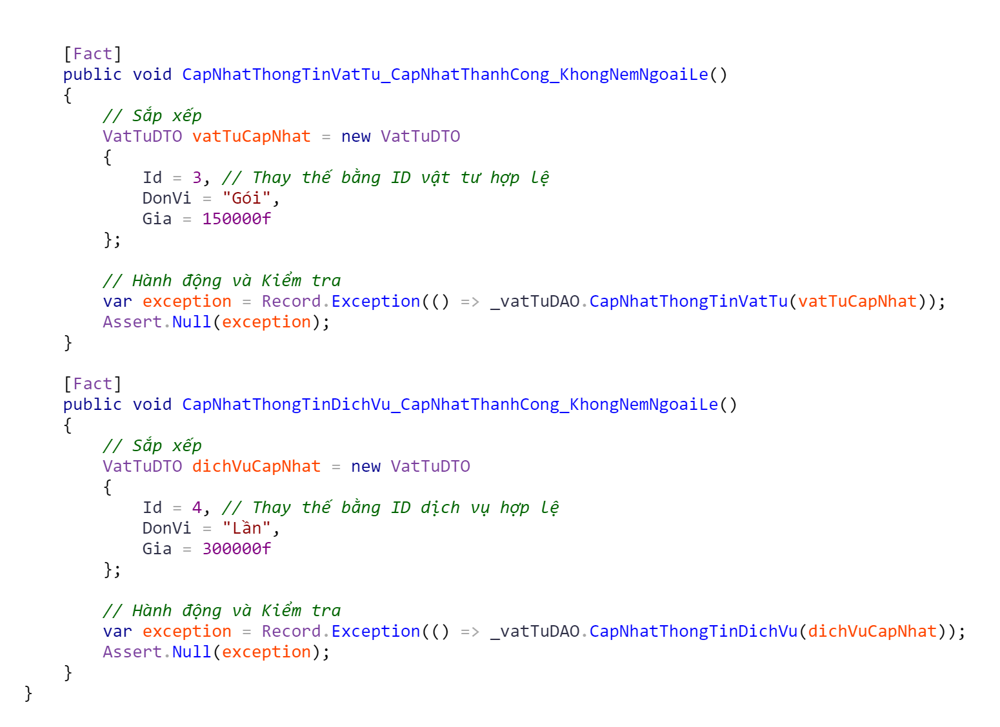 [Fact]
public void CapNhatThongTinVatTu_CapNhatThanhCong_KhongNemNgoaiLe()
{
// Sắp xếp
VatTuDTO vatTuCapNhat = new VatTuDTO
{
Id = 3, // Thay thế bằng ID vật tư hợp lệ
DonVi = "Gói",
Gia = 150000f
};
// Hành động và Kiểm tra
var exception = Record.Exception(() => _vatTuDAO.CapNhatThongTinVatTu(vatTuCapNhat));
Assert.Null(exception);
}
[Fact]
public void CapNhatThongTinDichVu_CapNhatThanhCong_KhongNemNgoaiLe()
{
// Sắp xếp
VatTuDTO dichVuCapNhat = new VatTuDTO
{
Id = 4, // Thay thế bằng ID dịch vụ hợp lệ
DonVi = "Lần",
Gia = 300000f
};
// Hành động và Kiểm tra
var exception = Record.Exception(() => _vatTuDAO.CapNhatThongTinDichVu(dichVuCapNhat));
Assert.Null(exception);
}
}